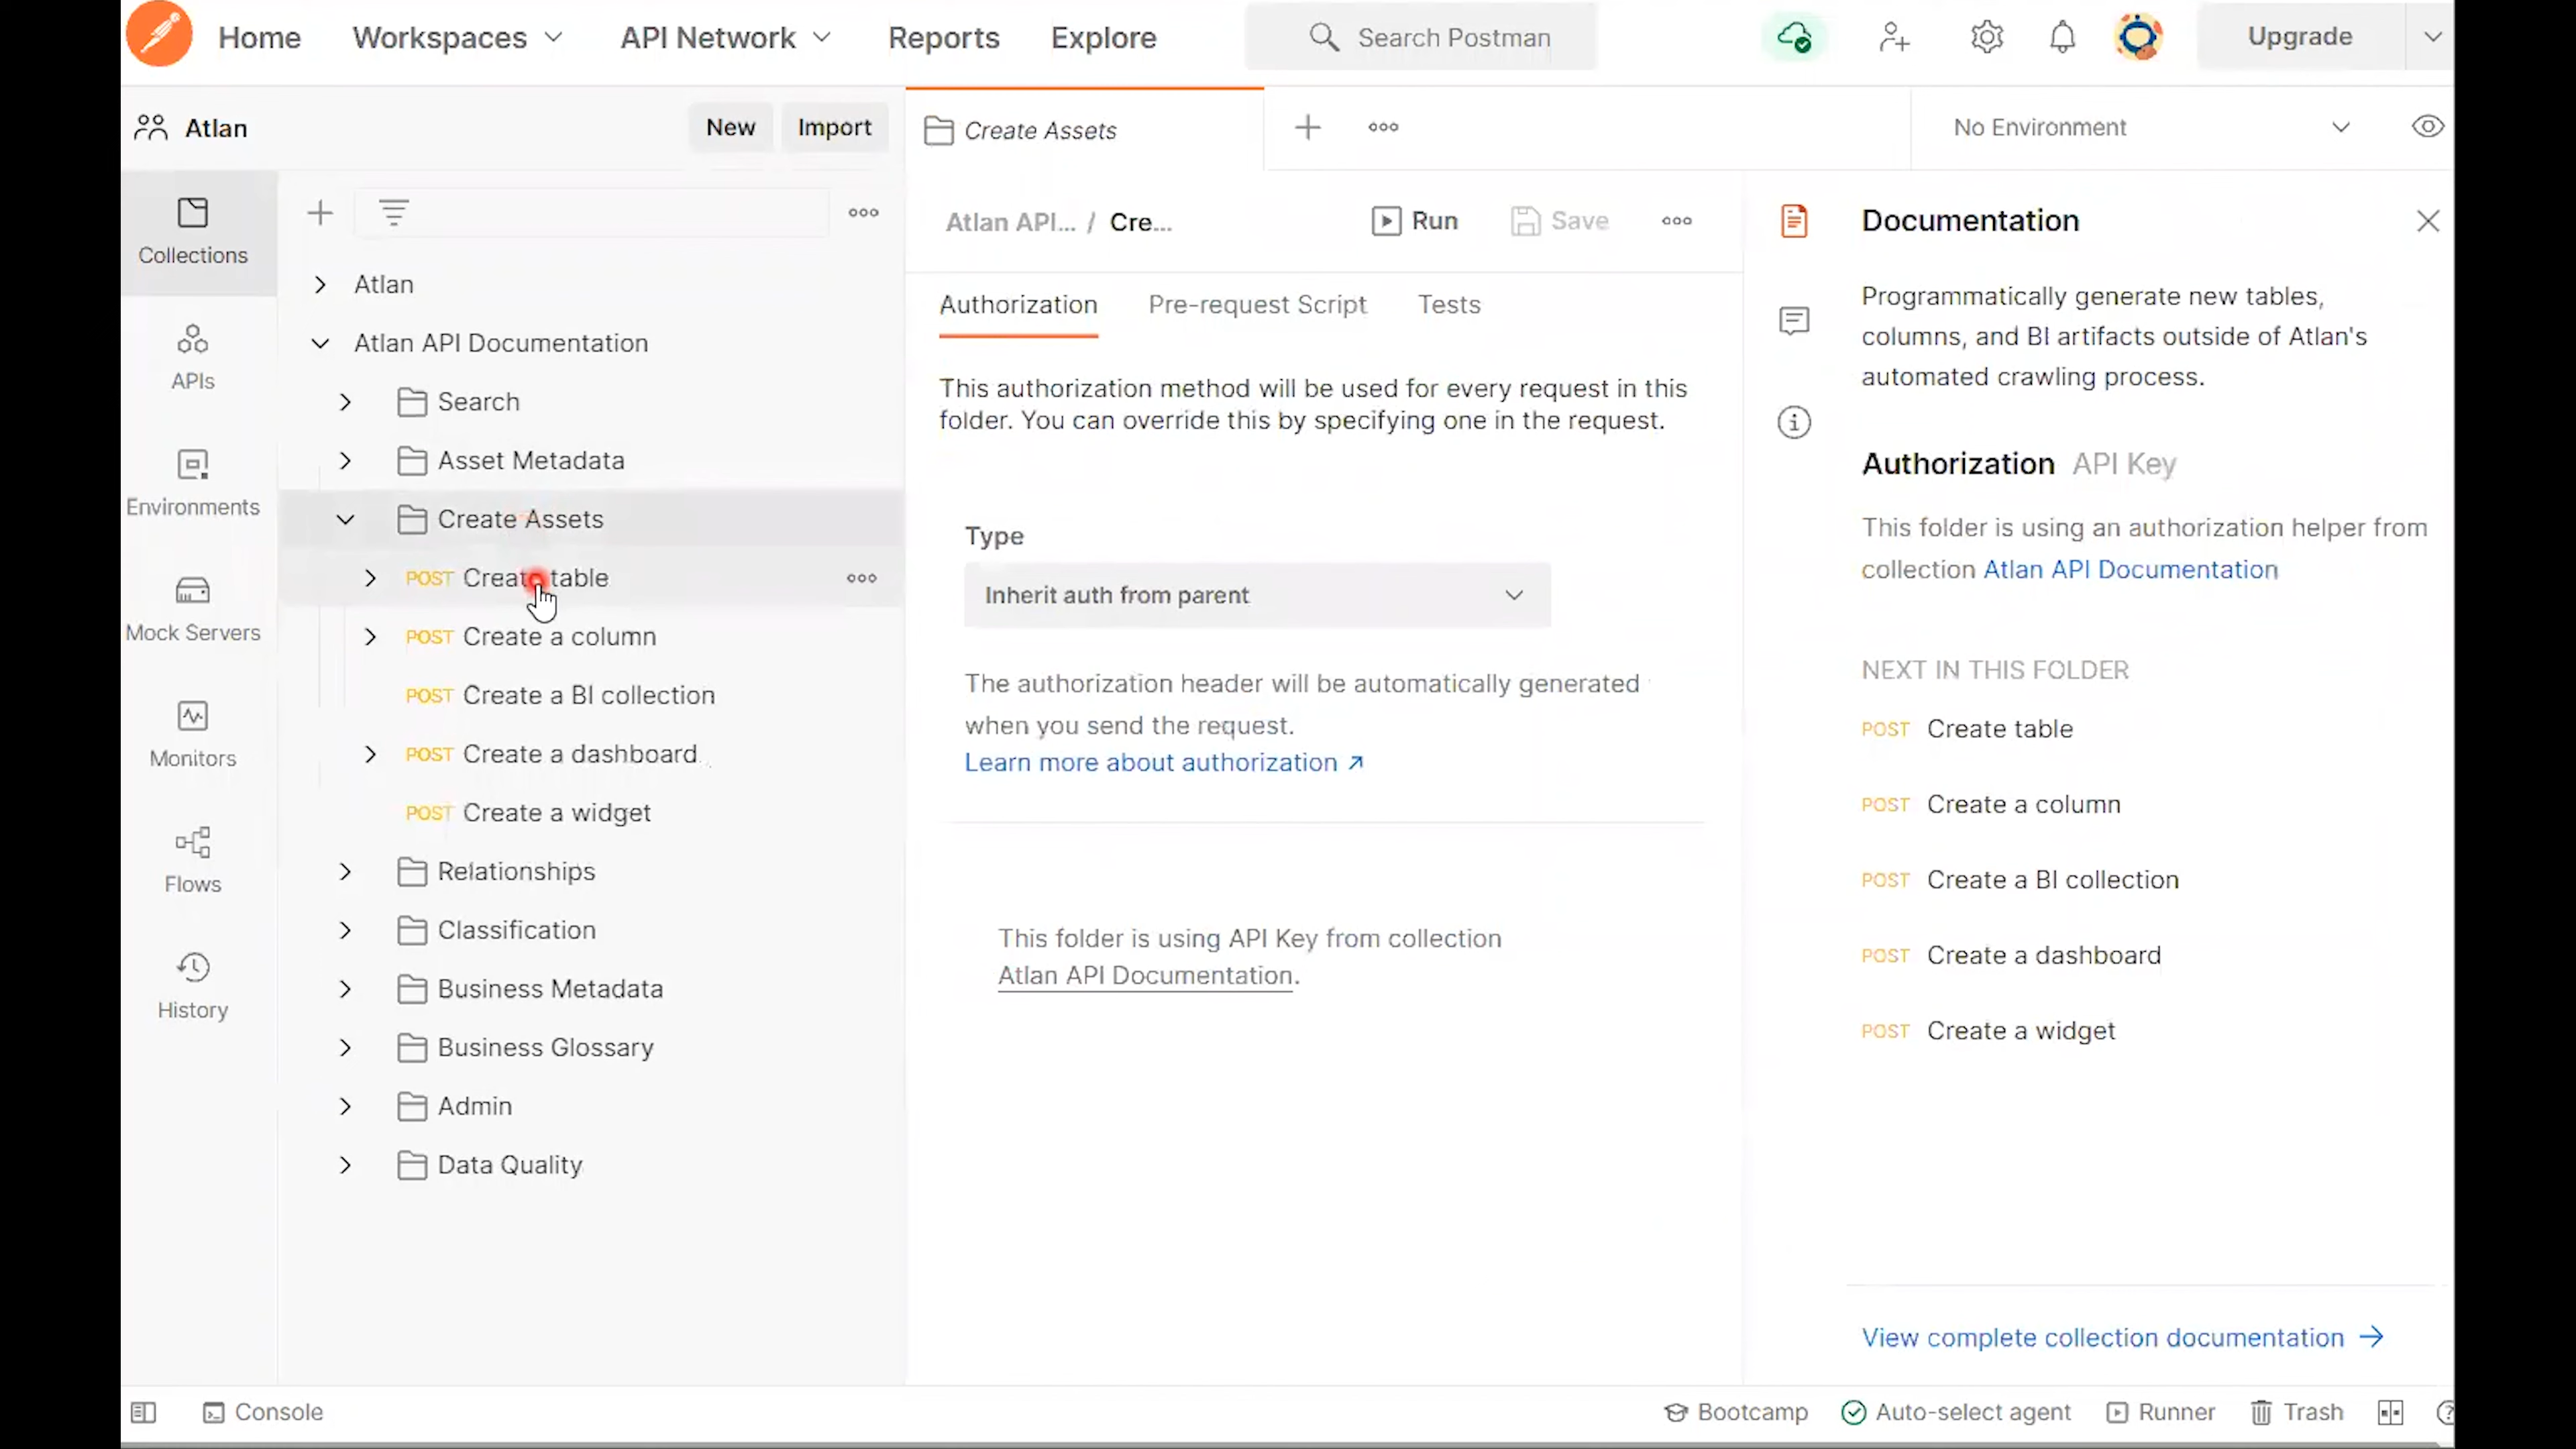 Home
Workspaces
API Network
Reports
Explore
Search Postman
Upgrade
Atlan
New
Import
Create Assets
No Environment
Collections
APIs
Environments
Mock Servers
Monitors
Flows
History
Atlan
Atlan API Documentation
Search
Asset Metadata
Create Assets
POST Create table
POST Create a column
POST Create a BI collection
POST Create a dashboard
POST Create a widget
Relationships
Classification
Business Metadata
Business Glossary
Admin
Data Quality
Atlan API... / Cre...
Run
Save
Authorization
Pre-request Script
Tests
This authorization method will be used for every request in this
folder. You can override this by specifying one in the request.
Type
Inherit auth from parent
The authorization header will be automatically generated
when you send the request.
Learn more about authorization ↗
This folder is using API Key from collection
Atlan API Documentation.
Documentation
Programmatically generate new tables,
columns, and BI artifacts outside of Atlan's
automated crawling process.
Authorization API Key
This folder is using an authorization helper from
collection Atlan API Documentation
NEXT IN THIS FOLDER
POST Create table
POST Create a column
POST Create a BI collection
POST Create a dashboard
POST Create a widget
View complete collection documentation →
Console
Bootcamp
Auto-select agent
Runner
Trash